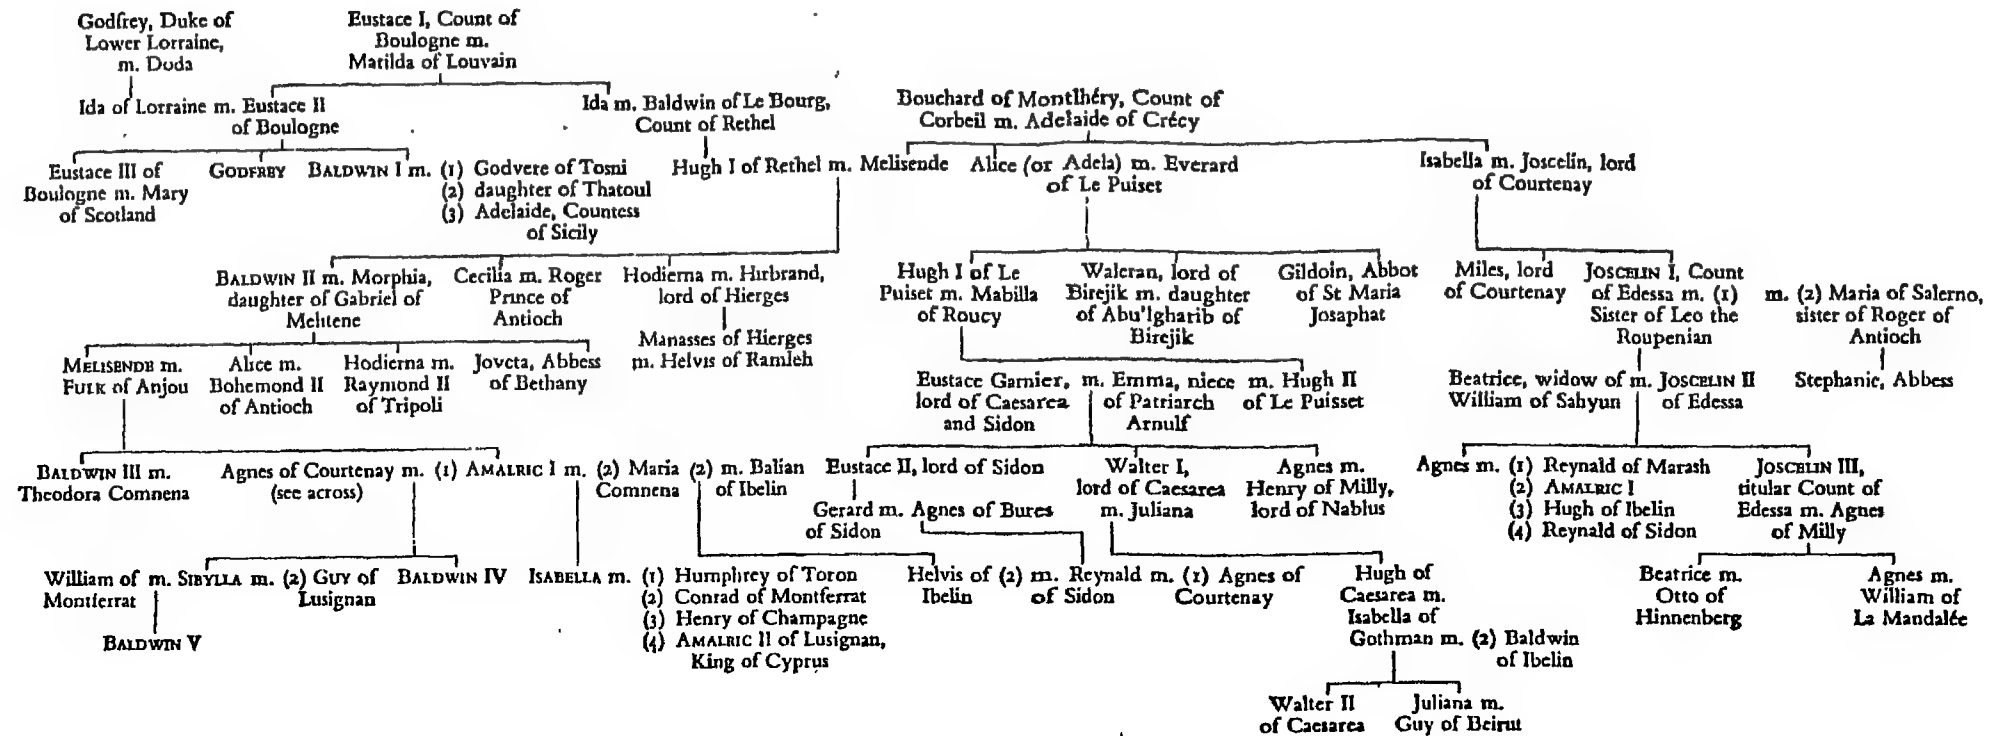 Godfrey, Duke of
Lower Lorraine,
m. Doda
Eustace I, Count of
Boulogne m.
Matilda of Louvain
Ida of Lorraine m. Eustace II
of Boulogne
Ida m. Baldwin of Le Bourg,
Count of Rethel
Bouchard of Montlhéry, Count of
Corbeil m. Adelaide of Crécy
Eustace III of
Boulogne m. Mary
of Scotland
GODFREY
BALDWIN I m. (1) Godvere of Tosni
(2) daughter of Thatoul
(3) Adelaide, Countess
of Sicily
Hugh I of Rethel m. Melisende
Alice (or Adela) m. Everard
of Le Puiset
Isabella m. Joscelin, lord
of Courtenay
BALDWIN II m. Morphia,
daughter of Gabriel of
Melitene
Cecilia m. Roger
Prince of
Antioch
Hodierna m. Hirbrand,
lord of Hierges
Manasses of Hierges
m. Helvis of Ramleh
Hugh I of Le
Puiset m. Mabilla
of Roucy
Waleran, lord of
Birejik m. daughter
of Abu'lgharib of
Birejik
Gildoin, Abbot
of St Maria
Josaphat
Miles, lord
of Courtenay
JOSCELIN I, Count
of Edessa m. (1)
Sister of Leo the
Roupenian
m. (2) Maria of Salerno,
sister of Roger of
Antioch
MELISENDE m.
FULK of Anjou
Alice m.
Bohemond II
of Antioch
Hodierna m.
Raymond II
of Tripoli
Joveta, Abbess
of Bethany
Eustace Garnier,
lord of Caesarea
and Sidon
m. Emma, niece
of Patriarch
Arnulf
m. Hugh II
of Le Puisset
Beatrice, widow of m. JOSCELIN II
William of Sahyun of Edessa
Stephanie, Abbess
BALDWIN III m.
Theodora Comnena
Agnes of Courtenay m. (1) AMALRIC I m. (2) Maria
(see across) Comnena
(2) m. Balian
of Ibelin
Eustace II, lord of Sidon
Gerard m. Agnes of Bures
of Sidon
Walter I,
lord of Caesarea
m. Juliana
Agnes m.
Henry of Milly,
lord of Nablus
Agnes m. (1) Reynald of Marash
(2) AMALRIC I
(3) Hugh of Ibelin
(4) Reynald of Sidon
JOSCELIN III,
titular Count of
Edessa m. Agnes
of Milly
William of m. SIBYLLA m. (2) GUY of
Montferrat Lusignan
BALDWIN V
BALDWIN IV
ISABELLA m. (1) Humphrey of Toron
(2) Conrad of Montferrat
(3) Henry of Champagne
(4) AMALRIC II of Lusignan,
King of Cyprus
Helvis of (2) m. Reynald m. (1) Agnes of
Ibelin of Sidon Courtenay
Hugh of
Caesarea m.
Isabella of
Gothman m. (2) Baldwin
of Ibelin
Beatrice m.
Otto of
Hinnenberg
Agnes m.
William of
La Mandalée
Walter II
of Caesarea
Juliana m.
Guy of Beirut